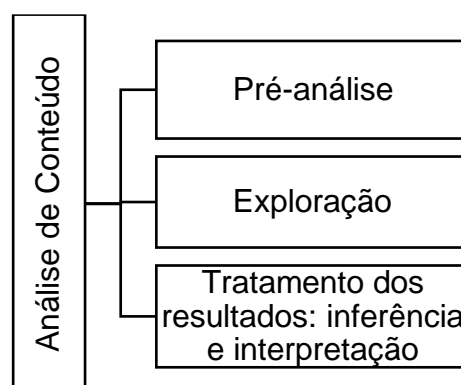 Análise de Conteúdo
Pré-análise
Exploração
Tratamento dos
resultados: inferência
e interpretação